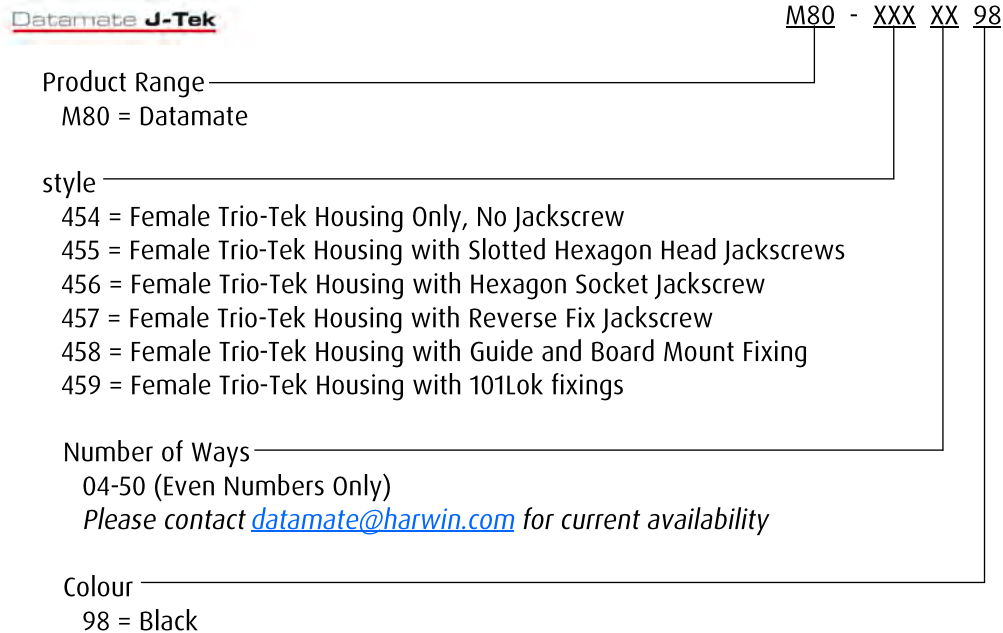 Datamate J-Tek
M80 - XXX XX 98
Product Range
M80 = Datamate
style
454 = Female Trio-Tek Housing Only, No Jackscrew
455 = Female Trio-Tek Housing with Slotted Hexagon Head Jackscrews
456 = Female Trio-Tek Housing with Hexagon Socket Jackscrew
457 = Female Trio-Tek Housing with Reverse Fix Jackscrew
458 = Female Trio-Tek Housing with Guide and Board Mount Fixing
459 = Female Trio-Tek Housing with 101Lok fixings
Number of Ways
04-50 (Even Numbers Only)
Please contact datamate@harwin.com for current availability
Colour
98 = Black